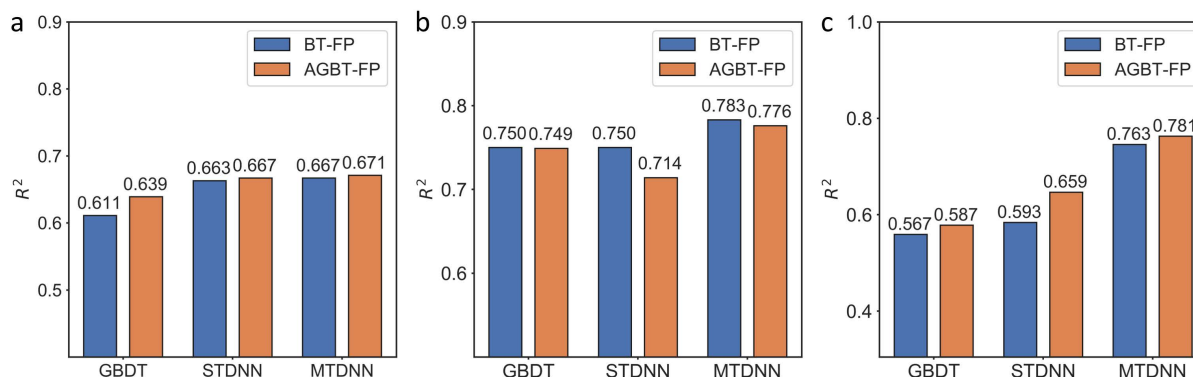 a
0.9
0.8
0.7
0.6
0.5
R²
BT-FP
AGBT-FP
0.611
0.639
0.663
0.667
0.667
0.671
GBDT
STDNN
MTDNN
b
0.9
0.8
0.7
0.6
R²
BT-FP
AGBT-FP
0.750
0.749
0.750
0.714
0.783
0.776
GBDT
STDNN
MTDNN
c
1.0
0.8
0.6
0.4
R²
BT-FP
AGBT-FP
0.567
0.587
0.593
0.659
0.763
0.781
GBDT
STDNN
MTDNN